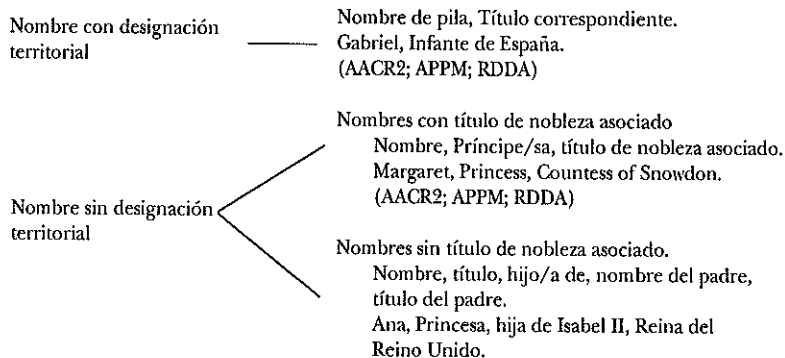 Nombre con designación
territorial
Nombre de pila, Título correspondiente.
Gabriel, Infante de España.
(AACR2; APPM; RDDA)
Nombre sin designación
territorial
Nombres con título de nobleza asociado
Nombre, Príncipe/sa, título de nobleza asociado.
Margaret, Princess, Countess of Snowdon.
(AACR2; APPM; RDDA)
Nombres sin título de nobleza asociado.
Nombre, título, hijo/a de, nombre del padre,
título del padre.
Ana, Princesa, hija de Isabel II, Reina del
Reino Unido.